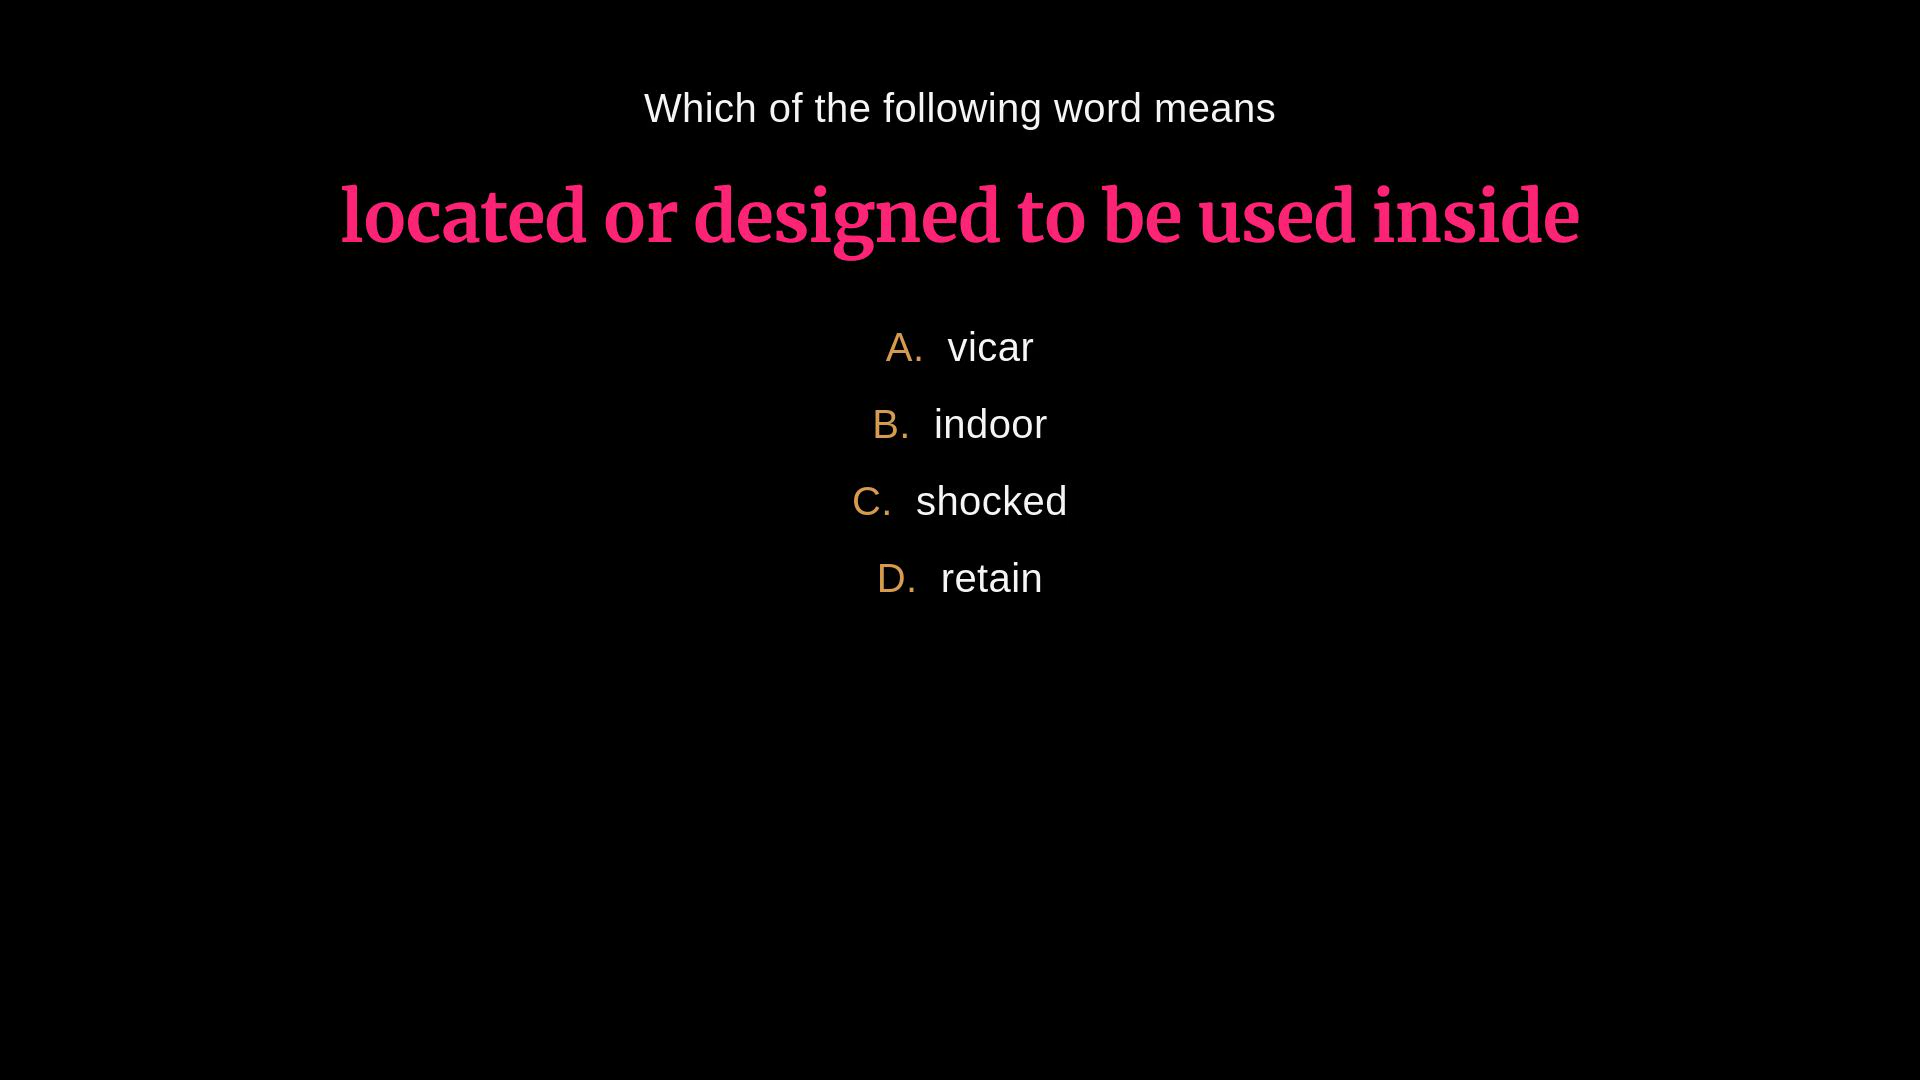 Which of the following word means
located or designed to be used inside
A. vicar
B. indoor
C. shocked
D. retain